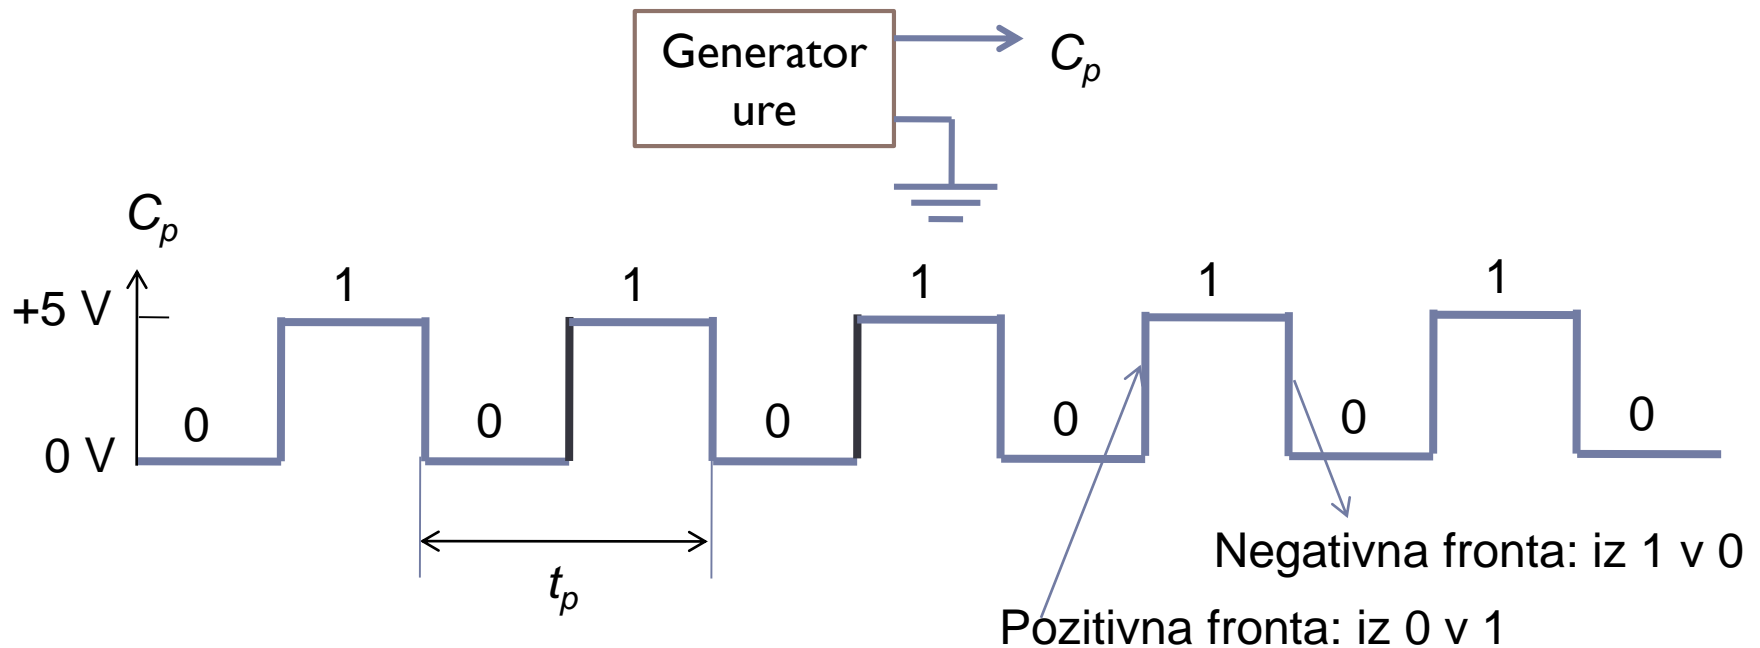 Generator
ure
Cp
Cp
+5 V
1 1 1 1 1
0 0 0 0 0 0
0 V
tp
Negativna fronta: iz 1 v 0
Pozitivna fronta: iz 0 v 1